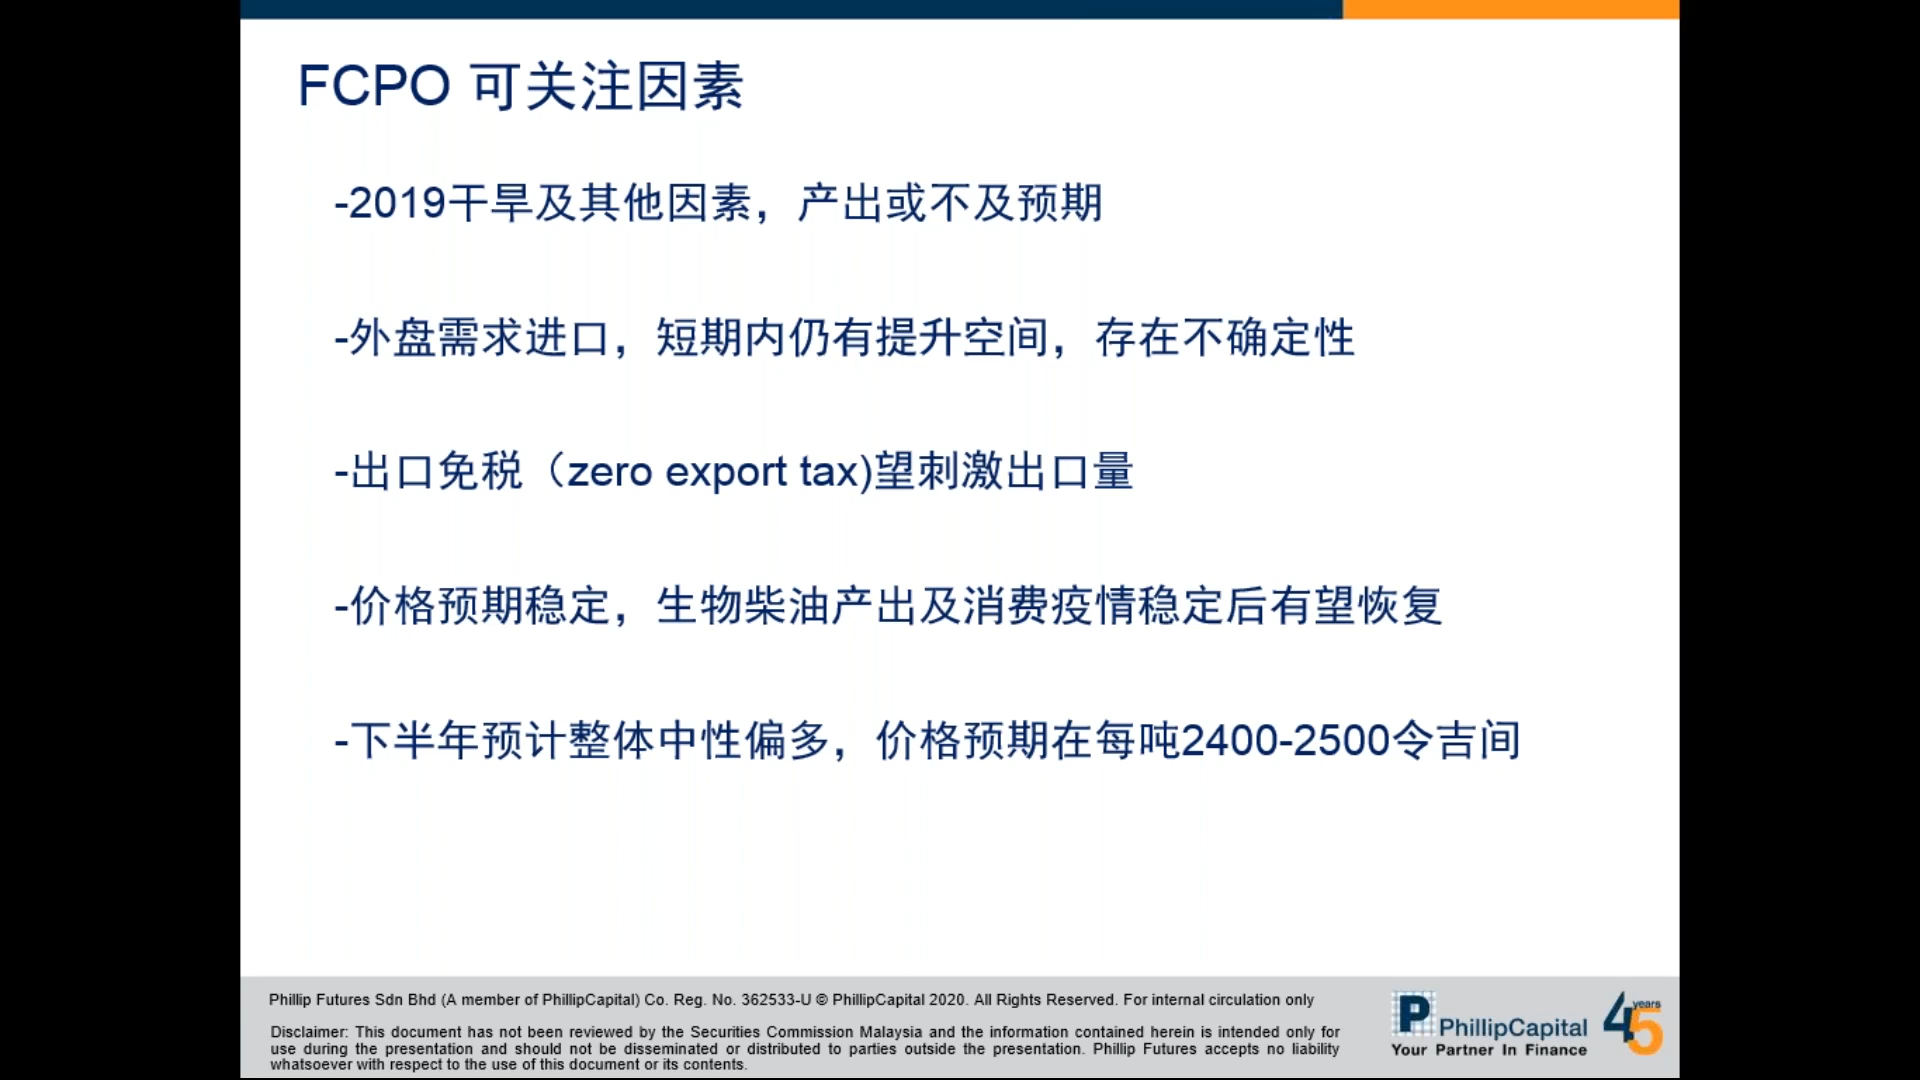 FCPO 可关注因素
-2019干旱及其他因素，产出或不及预期
-外盘需求进口，短期内仍有提升空间，存在不确定性
-出口免税（zero export tax)望刺激出口量
-价格预期稳定，生物柴油产出及消费疫情稳定后有望恢复
-下半年预计整体中性偏多，价格预期在每吨2400-2500令吉间
Phillip Futures Sdn Bhd (A member of PhillipCapital) Co. Reg. No. 362533-U © PhillipCapital 2020. All Rights Reserved. For internal circulation only
Disclaimer: This document has not been reviewed by the Securities Commission Malaysia and the information contained herein is intended only for
use during the presentation and should not be disseminated or distributed to parties outside the presentation. Phillip Futures accepts no liability
whatsoever with respect to the use of this document or its contents.
P PhillipCapital
Your Partner In Finance
45 years